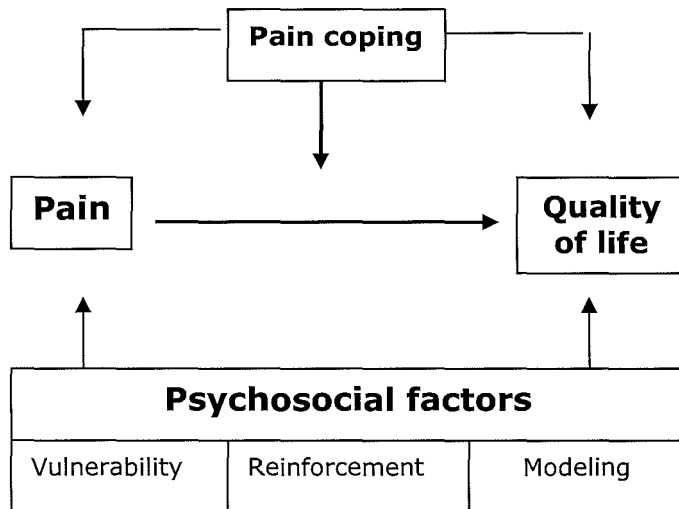 Pain coping
Pain
Quality
of life
Psychosocial factors
Vulnerability
Reinforcement
Modeling